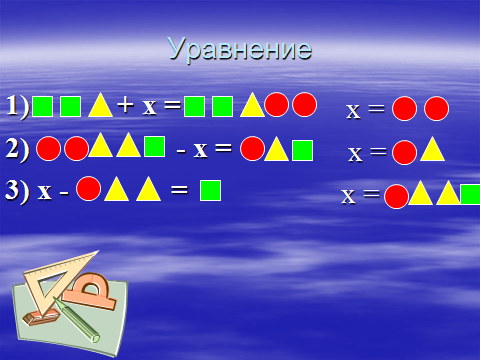 Уравнение
1) 🟩 🟩 🔺 + х = 🟩 🟩 🔺 🔴 🔴 х = 🔴 🔴
2) 🔴 🔴 🔺 🔺 🟩 - х = 🔴 🔺 🟩 х = 🔴 🔺
3) х - 🔴 🔺 🔺 = 🟩 х = 🔴 🔺 🔺 🟩